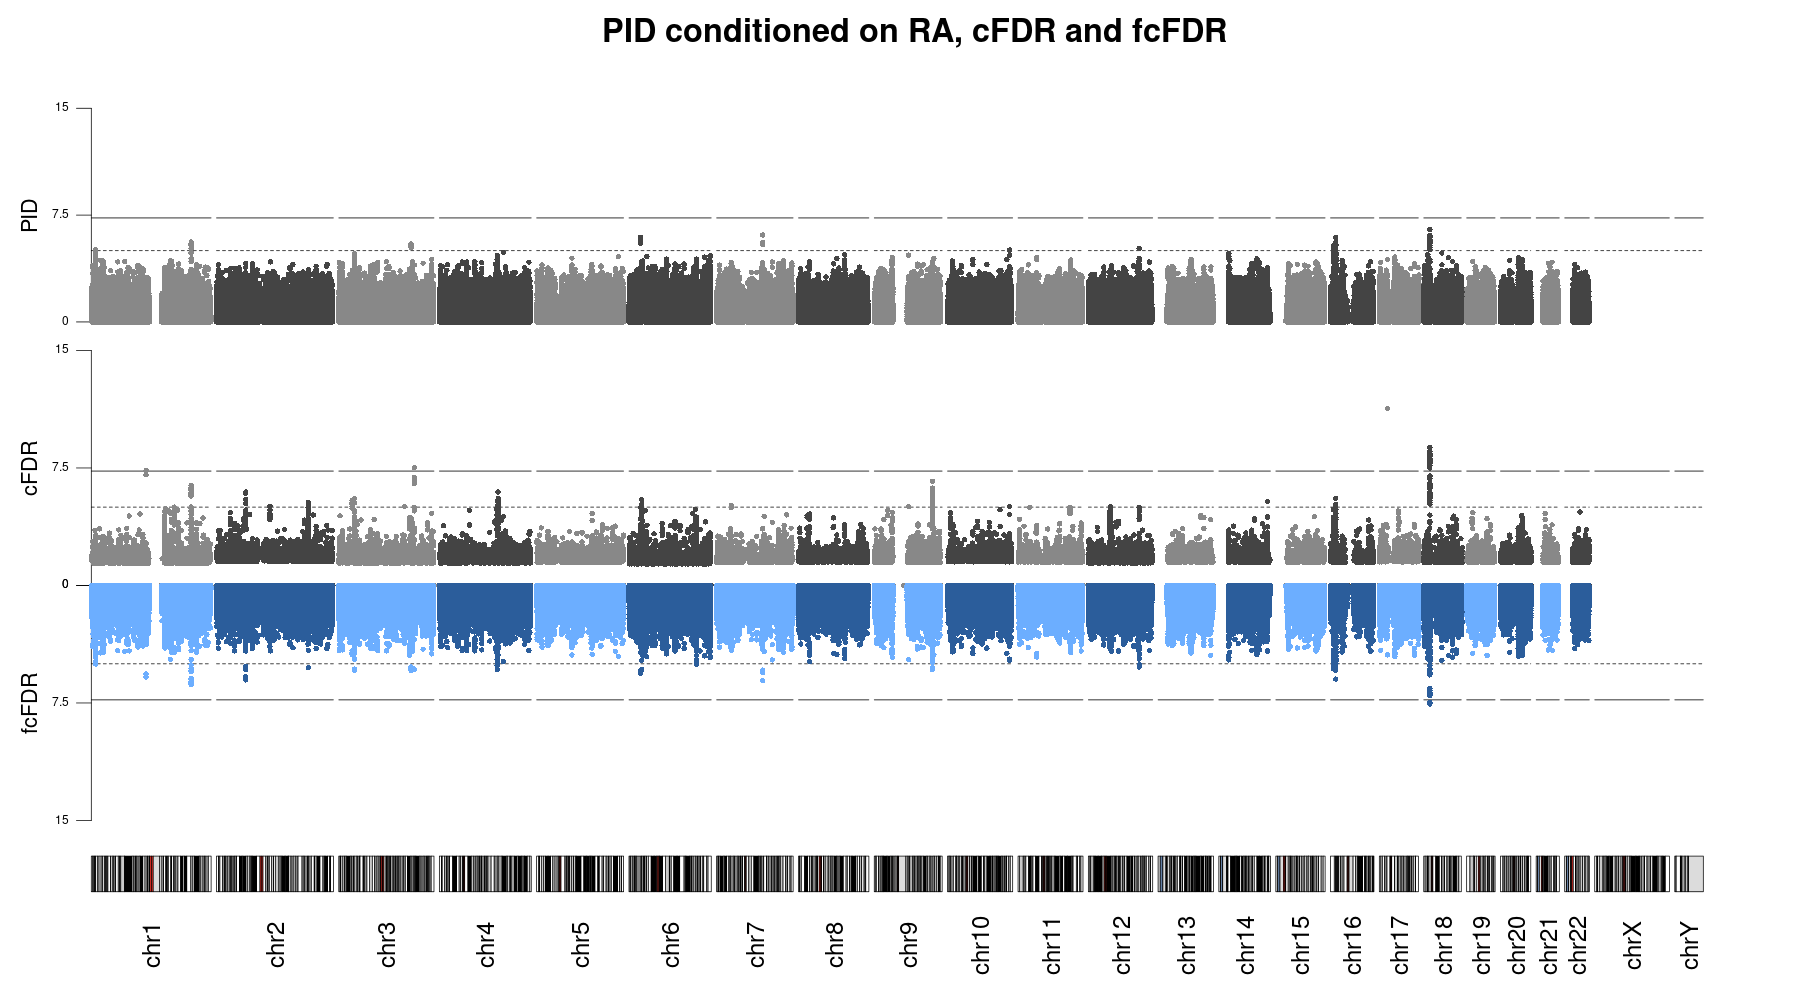 PID conditioned on RA, cFDR and fcFDR
15
7.5
0
PID
15
7.5
0
cFDR
0
7.5
15
fcFDR
chr1
chr2
chr3
chr4
chr5
chr6
chr7
chr8
chr9
chr10
chr11
chr12
chr13
chr14
chr15
chr16
chr17
chr18
chr19
chr20
chr21
chr22
chrX
chrY